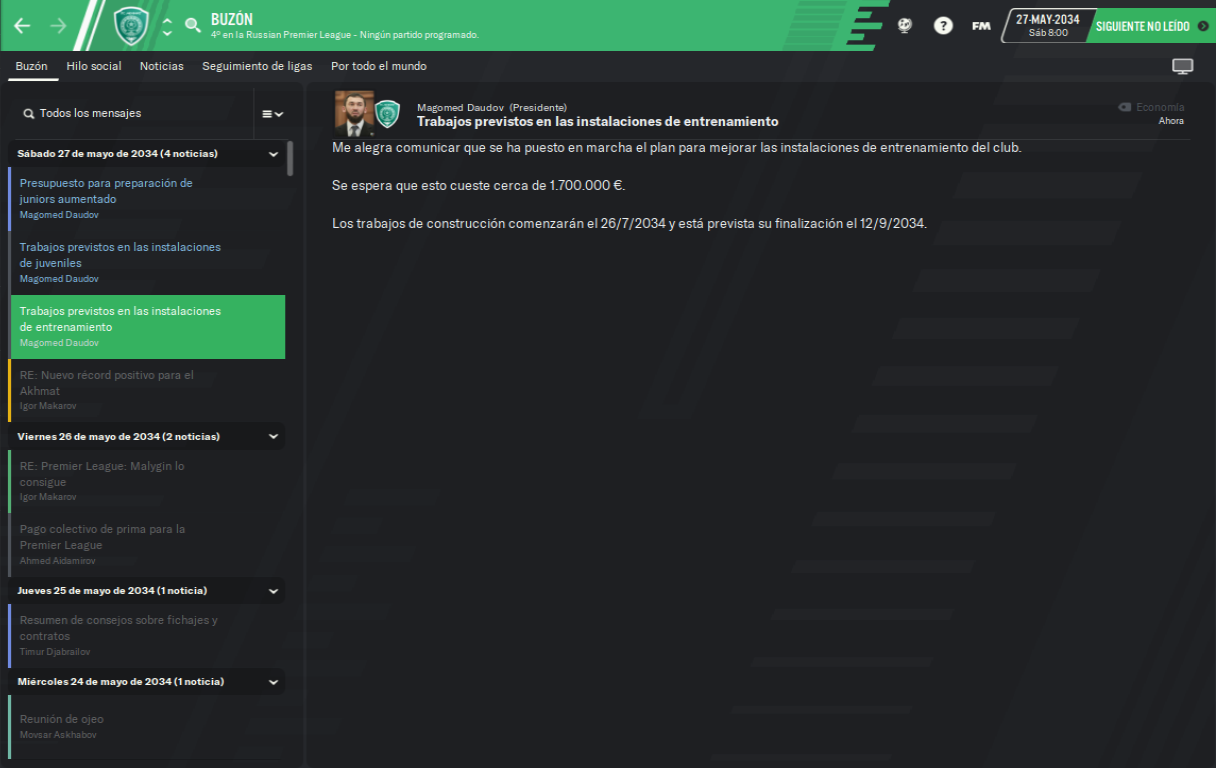 BUZÓN
4º en la Russian Premier League - Ningún partido programado.
?
FM
27-MAY-2034
Sáb 8:00
SIGUIENTE NO LEÍDO
Buzón
Hilo social
Noticias
Seguimiento de ligas
Por todo el mundo
Todos los mensajes
Sábado 27 de mayo de 2034 (4 noticias)
Presupuesto para preparación de
juniors aumentado
Magomed Daudov
Trabajos previstos en las instalaciones
de juveniles
Magomed Daudov
Trabajos previstos en las instalaciones
de entrenamiento
Magomed Daudov
RE: Nuevo récord positivo para el
Akhmat
Igor Makarov
Viernes 26 de mayo de 2034 (2 noticias)
RE: Premier League: Malygin lo
consigue
Igor Makarov
Pago colectivo de prima para la
Premier League
Ahmed Aidamirov
Jueves 25 de mayo de 2034 (1 noticia)
Resumen de consejos sobre fichajes y
contratos
Timur Djabrailov
Miércoles 24 de mayo de 2034 (1 noticia)
Reunión de ojeo
Movsar Askhabov
Magomed Daudov (Presidente)
Trabajos previstos en las instalaciones de entrenamiento
Economía
Ahora
Me alegra comunicar que se ha puesto en marcha el plan para mejorar las instalaciones de entrenamiento del club.
Se espera que esto cueste cerca de 1.700.000 €.
Los trabajos de construcción comenzarán el 26/7/2034 y está prevista su finalización el 12/9/2034.